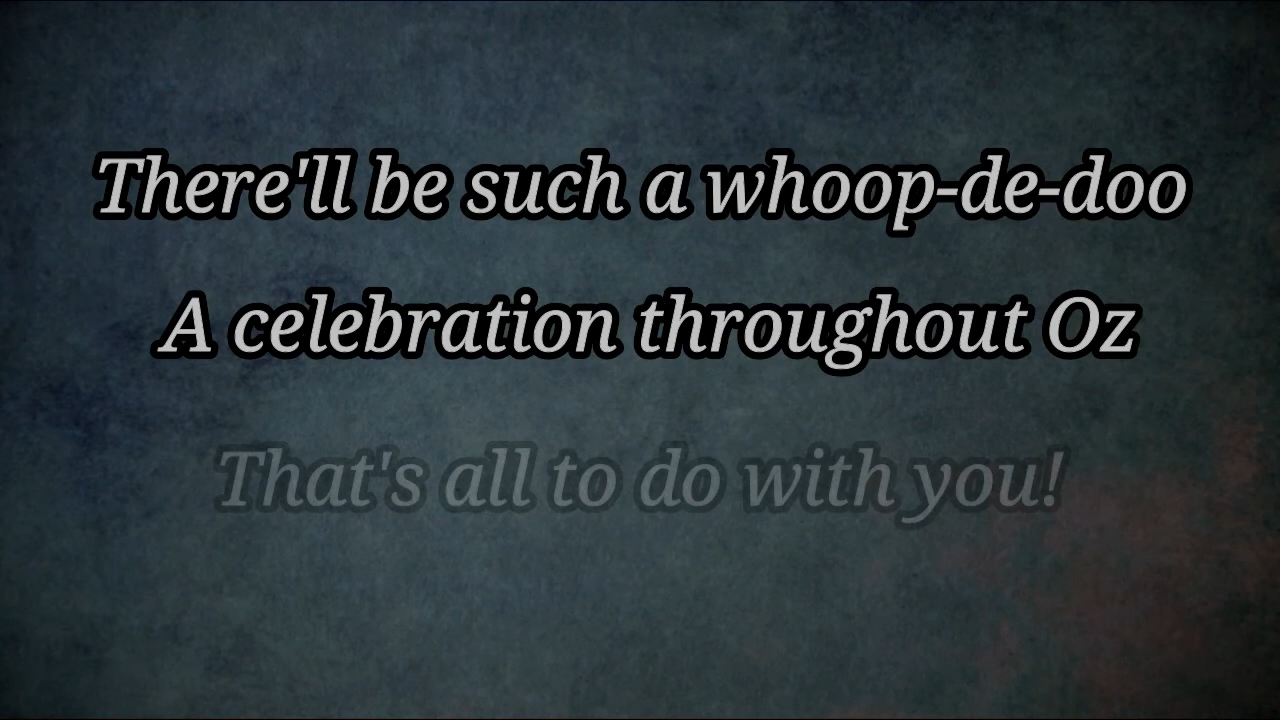 There'll be such a whoop-de-doo
A celebration throughout Oz
That's all to do with you!